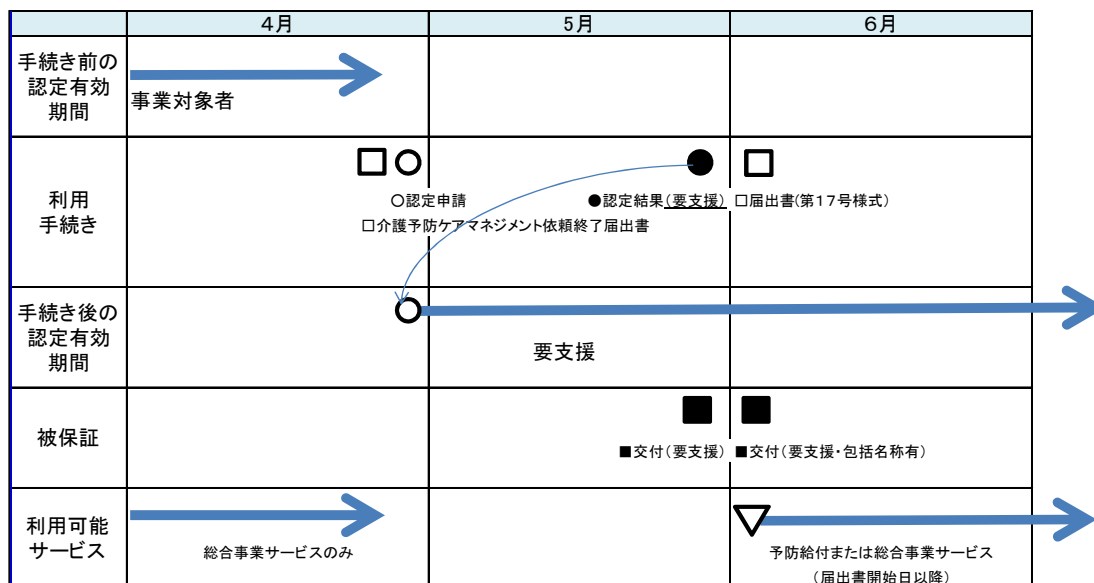 ４月 ５月 ６月
手続き前の
認定有効
期間
事業対象者
利用
手続き
○認定申請 ●認定結果(要支援) □届出書(第１７号様式)
□介護予防ケアマネジメント依頼終了届出書
手続き後の
認定有効
期間
要支援
被保証
■交付(要支援) ■交付(要支援・包括名称有)
利用可能
サービス
総合事業サービスのみ
予防給付または総合事業サービス
(届出書開始日以降)